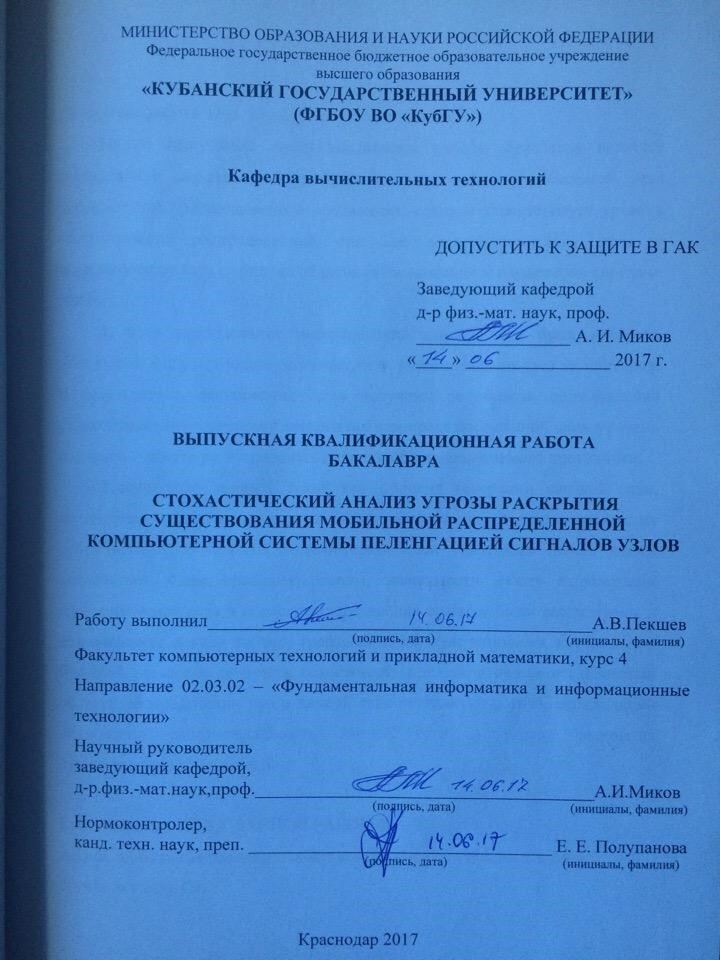 МИНИСТЕРСТВО ОБРАЗОВАНИЯ И НАУКИ РОССИЙСКОЙ ФЕДЕРАЦИИ
Федеральное государственное бюджетное образовательное учреждение
высшего образования
«КУБАНСКИЙ ГОСУДАРСТВЕННЫЙ УНИВЕРСИТЕТ»
(ФГБОУ ВО «КубГУ»)
Кафедра вычислительных технологий
ДОПУСТИТЬ К ЗАЩИТЕ В ГАК
Заведующий кафедрой
д-р физ.-мат. наук, проф.
А. И. Миков
«14» 06 2017 г.
ВЫПУСКНАЯ КВАЛИФИКАЦИОННАЯ РАБОТА
БАКАЛАВРА
СТОХАСТИЧЕСКИЙ АНАЛИЗ УГРОЗЫ РАСКРЫТИЯ
СУЩЕСТВОВАНИЯ МОБИЛЬНОЙ РАСПРЕДЕЛЕННОЙ
КОМПЬЮТЕРНОЙ СИСТЕМЫ ПЕЛЕНГАЦИЕЙ СИГНАЛОВ УЗЛОВ
Работу выполнил 14.06.17 А.В.Пекшев
(подпись, дата) (инициалы, фамилия)
Факультет компьютерных технологий и прикладной математики, курс 4
Направление 02.03.02 – «Фундаментальная информатика и информационные
технологии»
Научный руководитель
заведующий кафедрой,
д-р.физ.-мат.наук,проф. 14.06.17 А.И.Миков
(подпись, дата) (инициалы, фамилия)
Нормоконтролер,
канд. техн. наук, преп. 14.06.17 Е. Е. Полупанова
(подпись, дата) (инициалы, фамилия)
Краснодар 2017